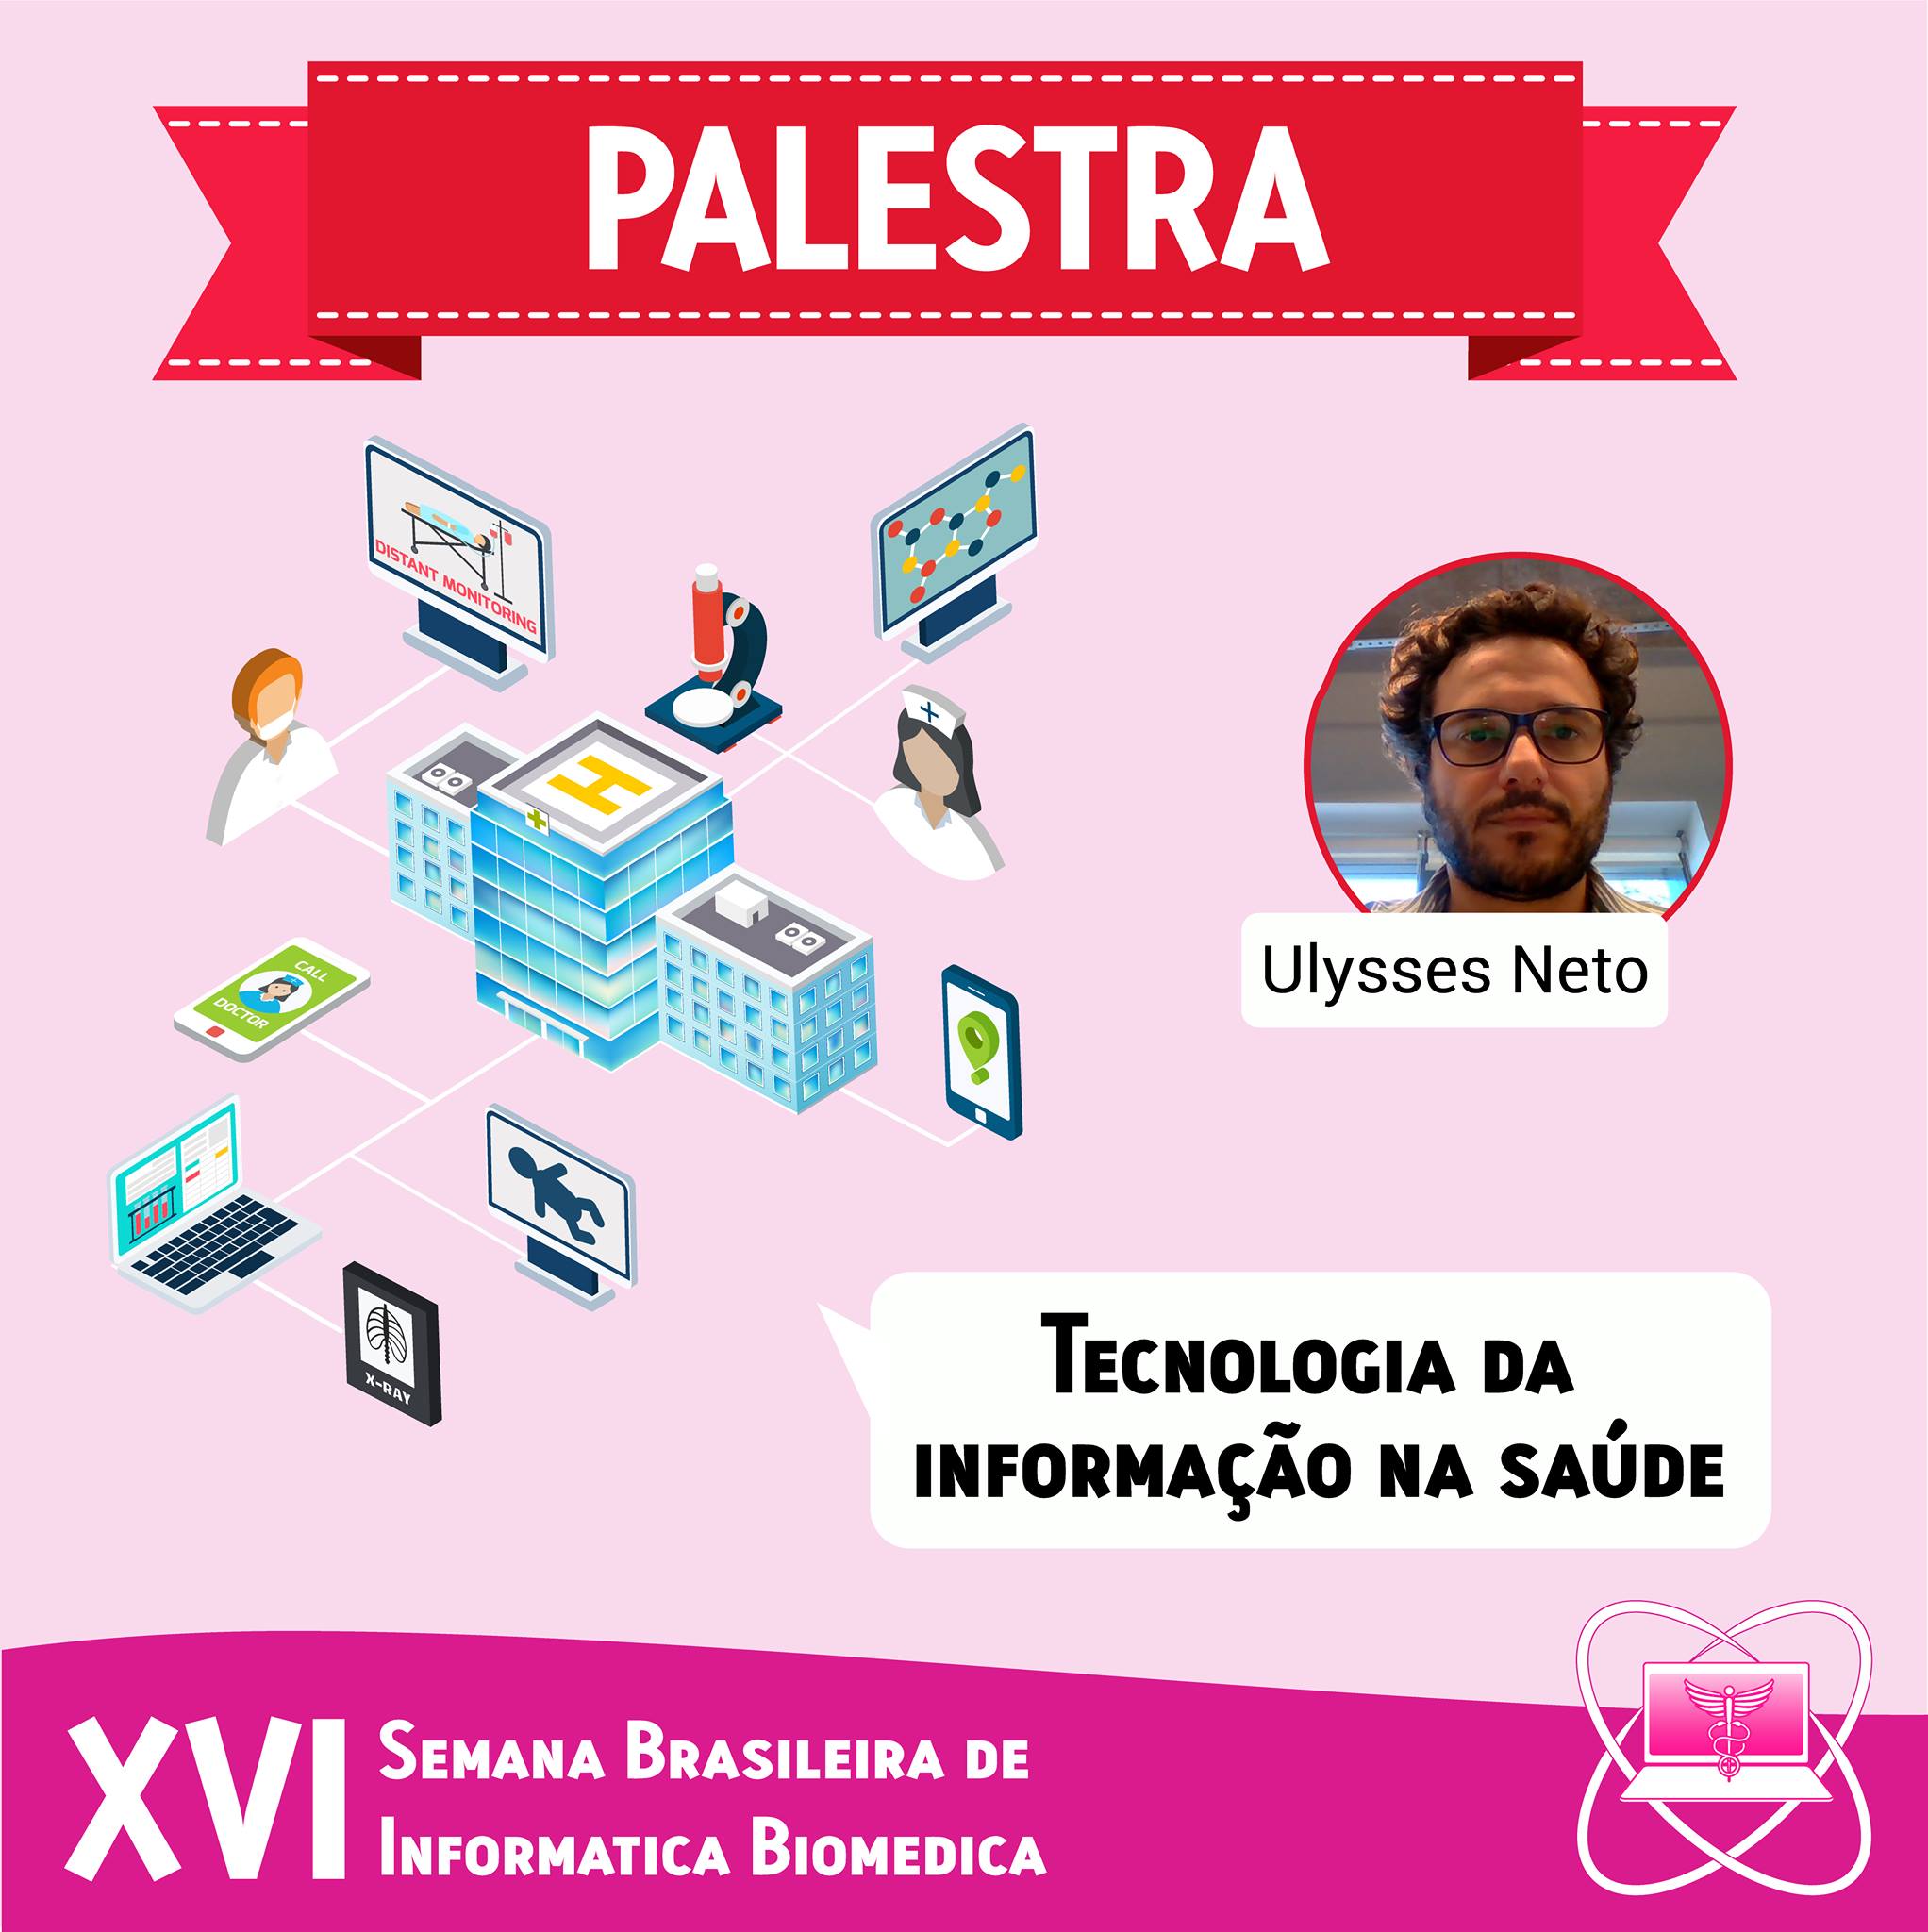 PALESTRA
DISTANT MONITORING
CALL
DOCTOR
X-RAY
Ulysses Neto
Tecnologia da
informação na saúde
XVI
Semana Brasileira de
Informatica Biomedica